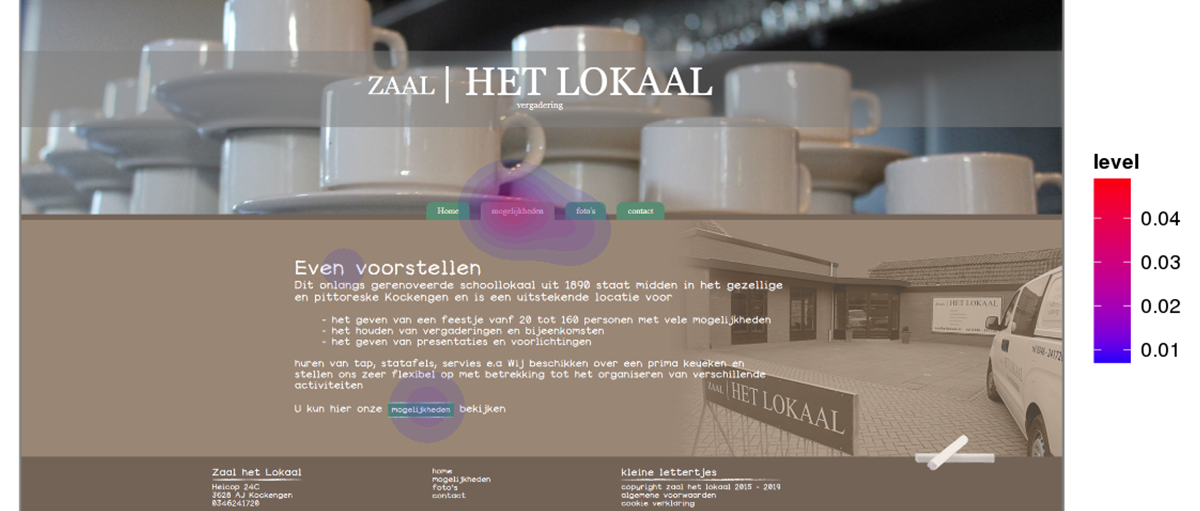 ZAAL | HET LOKAAL
vergadering
Home mogelijkheden foto's contact
level
0.04
0.03
0.02
0.01
Even voorstellen
Dit onlangs gerenoveerde schoollokaal uit 1890 staat midden in het gezellige
en pittoreske Kockengen en is een uitstekende locatie voor
- het geven van een feestje vanf 20 tot 160 personen met vele mogelijkheden
- het houden van vergaderingen en bijeenkomsten
- het geven van presentaties en voorlichtingen
huren van tap, statafels, servies e.a Wij beschikken over een prima keuken en
stellen ons zeer flexibel op met betrekking tot het organiseren van verschillende
activiteiten
U kun hier onze mogelijkheden bekijken
HET LOKAAL
ZAAL | HET LOKAAL
Zaal het Lokaal
Heicop 24C
3628 AJ Kockengen
0346241720
home
mogelijkheden
foto's
contact
kleine lettertjes
copyright zaal het lokaal 2015 - 2019
algemene voorwaarden
cookie verklaring